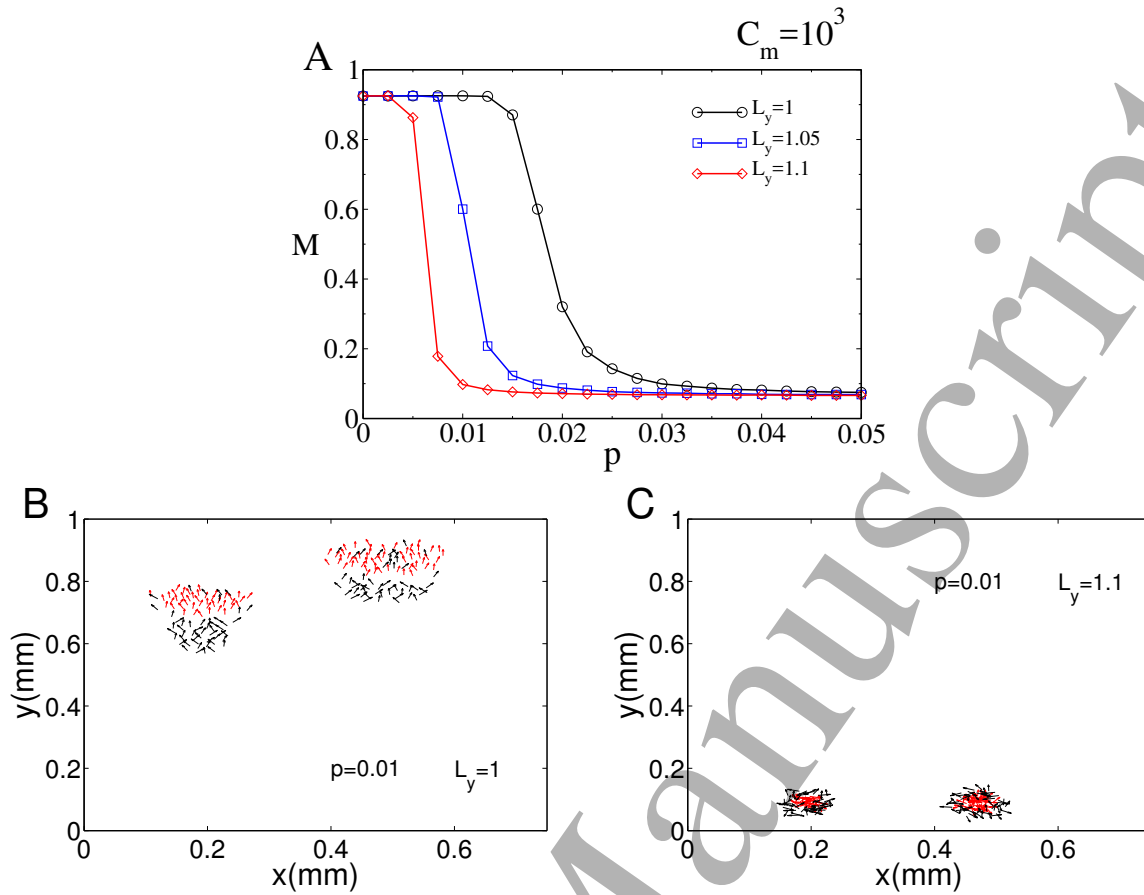 C_m=10^3
A
1
0.8
0.6
0.4
0.2
0
M
L_y=1
L_y=1.05
L_y=1.1
0 0.01 0.02 0.03 0.04 0.05
p
B
1
0.8
0.6
0.4
0.2
0
y(mm)
p=0.01 L_y=1
0 0.2 0.4 0.6
x(mm)
C
1
0.8
0.6
0.4
0.2
0
y(mm)
p=0.01 L_y=1.1
0 0.2 0.4 0.6
x(mm)
Manuscript